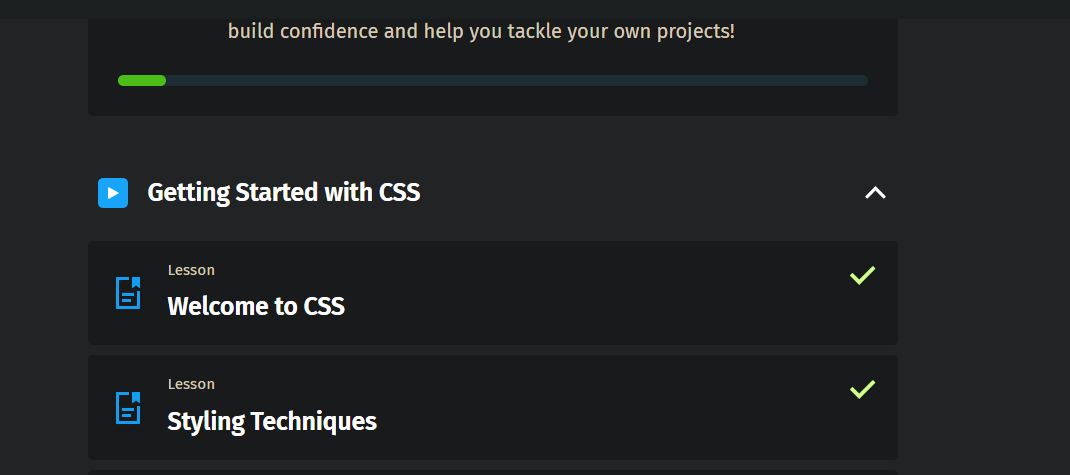 build confidence and help you tackle your own projects!
Getting Started with CSS
Lesson
Welcome to CSS
Lesson
Styling Techniques